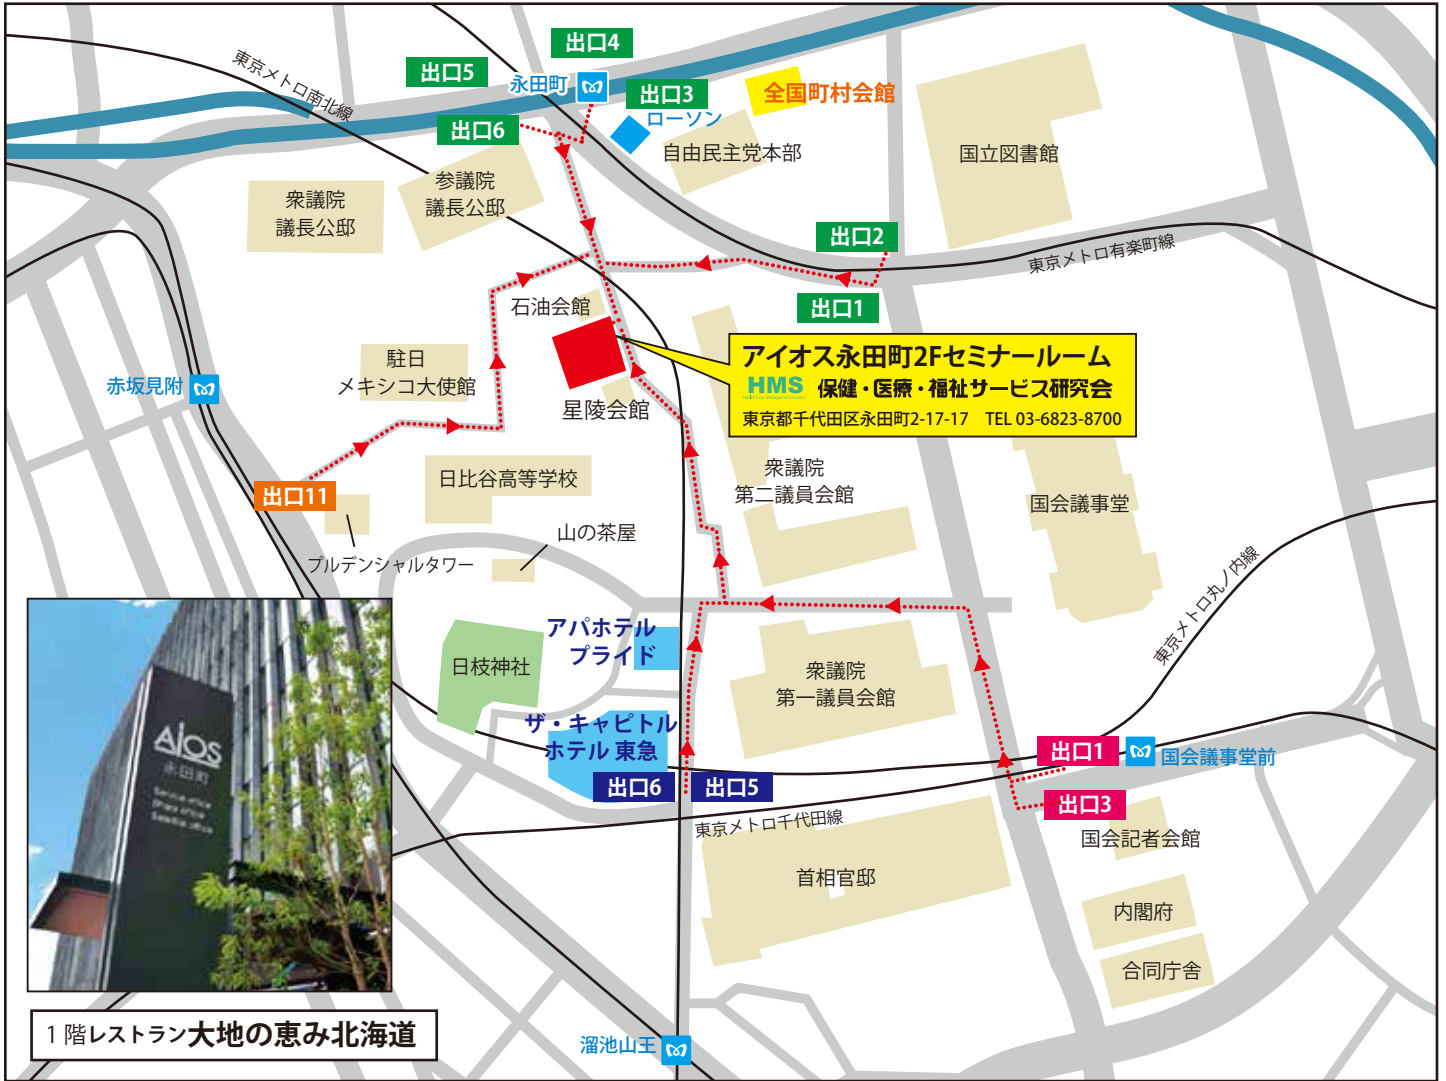 出口4
東京メトロ南北線
出口5
永田町
出口3
全国町村会館
ローソン
出口6
自由民主党本部
国立図書館
参議院
議長公邸
衆議院
議長公邸
出口2
東京メトロ有楽町線
出口1
石油会館
アイオス永田町2Fセミナールーム
HMS 保健・医療・福祉サービス研究会
東京都千代田区永田町2-17-17 TEL 03-6823-8700
駐日
メキシコ大使館
赤坂見附
星陵会館
日比谷高等学校
衆議院
第二議員会館
出口11
国会議事堂
山の茶屋
プルデンシャルタワー
東京メトロ丸ノ内線
アパホテル
プライド
日枝神社
衆議院
第一議員会館
ザ・キャピトル
ホテル 東急
出口6
出口5
出口1
国会議事堂前
出口3
東京メトロ千代田線
国会記者会館
首相官邸
内閣府
合同庁舎
AIOS
永田町
Service office
Share office
1階レストラン大地の恵み北海道
溜池山王